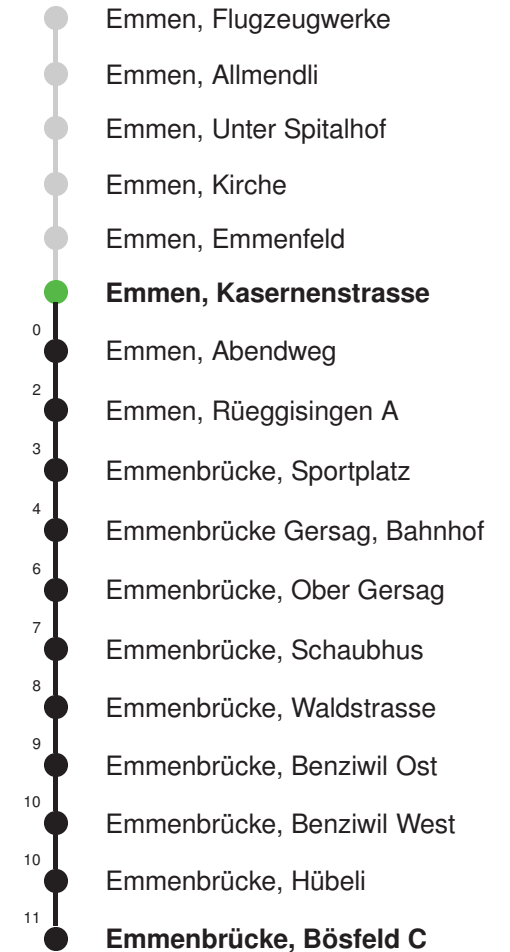 Emmen, Flugzeugwerke
Emmen, Allmendli
Emmen, Unter Spitalhof
Emmen, Kirche
Emmen, Emmenfeld
Emmen, Kasernenstrasse
0 Emmen, Abendweg
2 Emmen, Rüeggisingen A
3 Emmenbrücke, Sportplatz
4 Emmenbrücke Gersag, Bahnhof
6 Emmenbrücke, Ober Gersag
7 Emmenbrücke, Schaubhus
8 Emmenbrücke, Waldstrasse
9 Emmenbrücke, Benziwil Ost
10 Emmenbrücke, Benziwil West
10 Emmenbrücke, Hübeli
11 Emmenbrücke, Bösfeld C